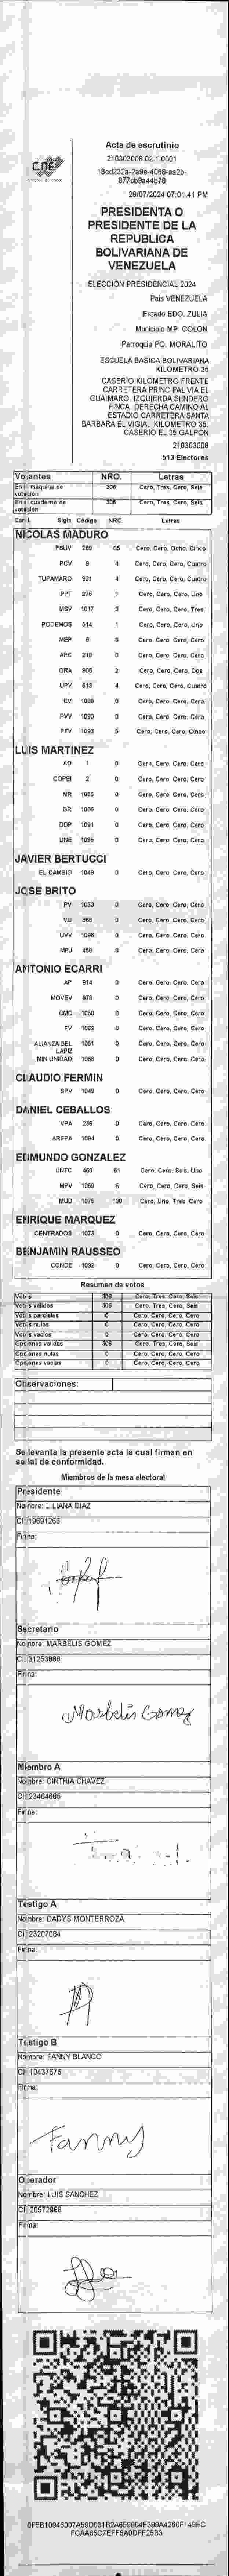 CNE
Acta de escrutinio
210303008.02.1.0001
28/07/2024 07:01:41 PM
PRESIDENTA O
PRESIDENTE DE LA
REPUBLICA
BOLIVARIANA DE
VENEZUELA
ELECCIÓN PRESIDENCIAL 2024
País VENEZUELA
Estado EDO. ZULIA
Municipio MP. COLON
Parroquia PQ. MORALITO
ESCUELA BASICA BOLIVARIANA
KILOMETRO 35
CASERIO KILOMETRO FRENTE
CARRETERA PRINCIPAL VIA EL
GUAIMARO. IZQUIERDA SENDERO
FINCA. DERECHA CAMINO AL
ESTADIO CARRETERA SANTA
BARBARA EL VIGIA. KILOMETRO 35.
CASERIO EL 35 GALPÓN
210303008
513 Electores
Votantes NRO. Letras
En la máquina de votación 306 Cero, Tres, Cero, Seis
En el cuaderno de votación 306 Cero, Tres, Cero, Seis
Cand. Sigla Código NRO. Letras
NICOLAS MADURO
PSUV 269 85 Cero, Cero, Ocho, Cinco
PCV 9 4 Cero, Cero, Cero, Cuatro
TUPAMARO 931 4 Cero, Cero, Cero, Cuatro
PPT 276 1 Cero, Cero, Cero, Uno
MSV 1017 3 Cero, Cero, Cero, Tres
PODEMOS 514 1 Cero, Cero, Cero, Uno
MEP 6 0 Cero, Cero, Cero, Cero
APC 219 0 Cero, Cero, Cero, Cero
ORA 906 2 Cero, Cero, Cero, Dos
UPV 613 4 Cero, Cero, Cero, Cuatro
EV 1089 0 Cero, Cero, Cero, Cero
PVV 1090 0 Cero, Cero, Cero, Cero
PFV 1093 5 Cero, Cero, Cero, Cinco
LUIS MARTINEZ
AD 1 0 Cero, Cero, Cero, Cero
COPEI 2 0 Cero, Cero, Cero, Cero
MR 1085 0 Cero, Cero, Cero, Cero
BR 1086 0 Cero, Cero, Cero, Cero
DDP 1091 0 Cero, Cero, Cero, Cero
UNE 1096 0 Cero, Cero, Cero, Cero
JAVIER BERTUCCI
EL CAMBIO 1048 0 Cero, Cero, Cero, Cero
JOSE BRITO
PV 1053 0 Cero, Cero, Cero, Cero
VU 968 0 Cero, Cero, Cero, Cero
UVV 1096 0 Cero, Cero, Cero, Cero
MPJ 459 0 Cero, Cero, Cero, Cero
ANTONIO ECARRI
AP 914 0 Cero, Cero, Cero, Cero
MOVEV 970 0 Cero, Cero, Cero, Cero
CMC 1050 0 Cero, Cero, Cero, Cero
FV 1062 0 Cero, Cero, Cero, Cero
ALIANZA DEL LAPIZ 1051 0 Cero, Cero, Cero, Cero
MIN UNIDAD 1068 0 Cero, Cero, Cero, Cero
CLAUDIO FERMIN
SPV 1049 0 Cero, Cero, Cero, Cero
DANIEL CEBALLOS
VPA 236 0 Cero, Cero, Cero, Cero
AREPA 1094 0 Cero, Cero, Cero, Cero
EDMUNDO GONZALEZ
UNTC 460 61 Cero, Cero, Seis, Uno
MPV 1069 6 Cero, Cero, Cero, Seis
MUD 1076 130 Cero, Uno, Tres, Cero
ENRIQUE MARQUEZ
CENTRADOS 1073 0 Cero, Cero, Cero, Cero
BENJAMIN RAUSSEO
CONDE 1092 0 Cero, Cero, Cero, Cero
Resumen de votos
Votos 306 Cero, Tres, Cero, Seis
Votos validos 306 Cero, Tres, Cero, Seis
Votos parciales 0 Cero, Cero, Cero, Cero
Votos nulos 0 Cero, Cero, Cero, Cero
Votos vacios 0 Cero, Cero, Cero, Cero
Opciones validas 306 Cero, Tres, Cero, Seis
Opciones nulas 0 Cero, Cero, Cero, Cero
Opciones vacias 0 Cero, Cero, Cero, Cero
Observaciones:
Se levanta la presente acta la cual firman en
señal de conformidad.
Miembros de la mesa electoral
Presidente
Nombre: LILIANA DIAZ
CI: 19691266
Firma:
Secretario
Nombre: MARBELIS GOMEZ
CI: 31253886
Firma:
Marbelis Gomez
Miembro A
Nombre: CINTHIA CHAVEZ
CI: 23464685
Firma:
Testigo A
Nombre: DADYS MONTERROZA
CI: 23207084
Firma:
Testigo B
Nombre: FANNY BLANCO
CI: 10437676
Firma:
Fanny
Operador
Nombre: LUIS SANCHEZ
CI: 20572988
Firma:
0F5B10946007A59D031B2A659904F399A4260F149EC
FCAA65C7EFF6A0DFF25B3